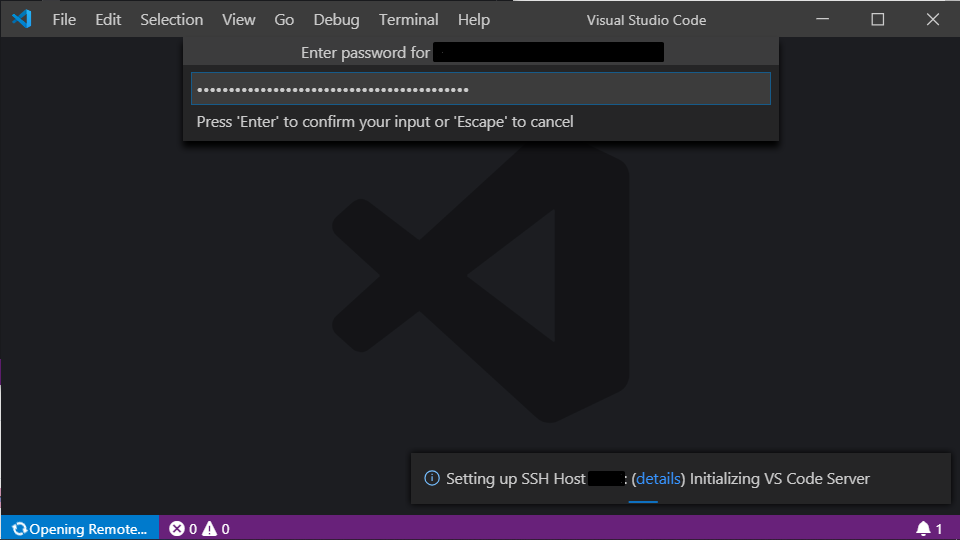 File Edit Selection View Go Debug Terminal Help Visual Studio Code
Enter password for
•••••••••••••••••••••••••••••••••••••••••••
Press 'Enter' to confirm your input or 'Escape' to cancel
Setting up SSH Host : (details) Initializing VS Code Server
Opening Remote... 0 0 1